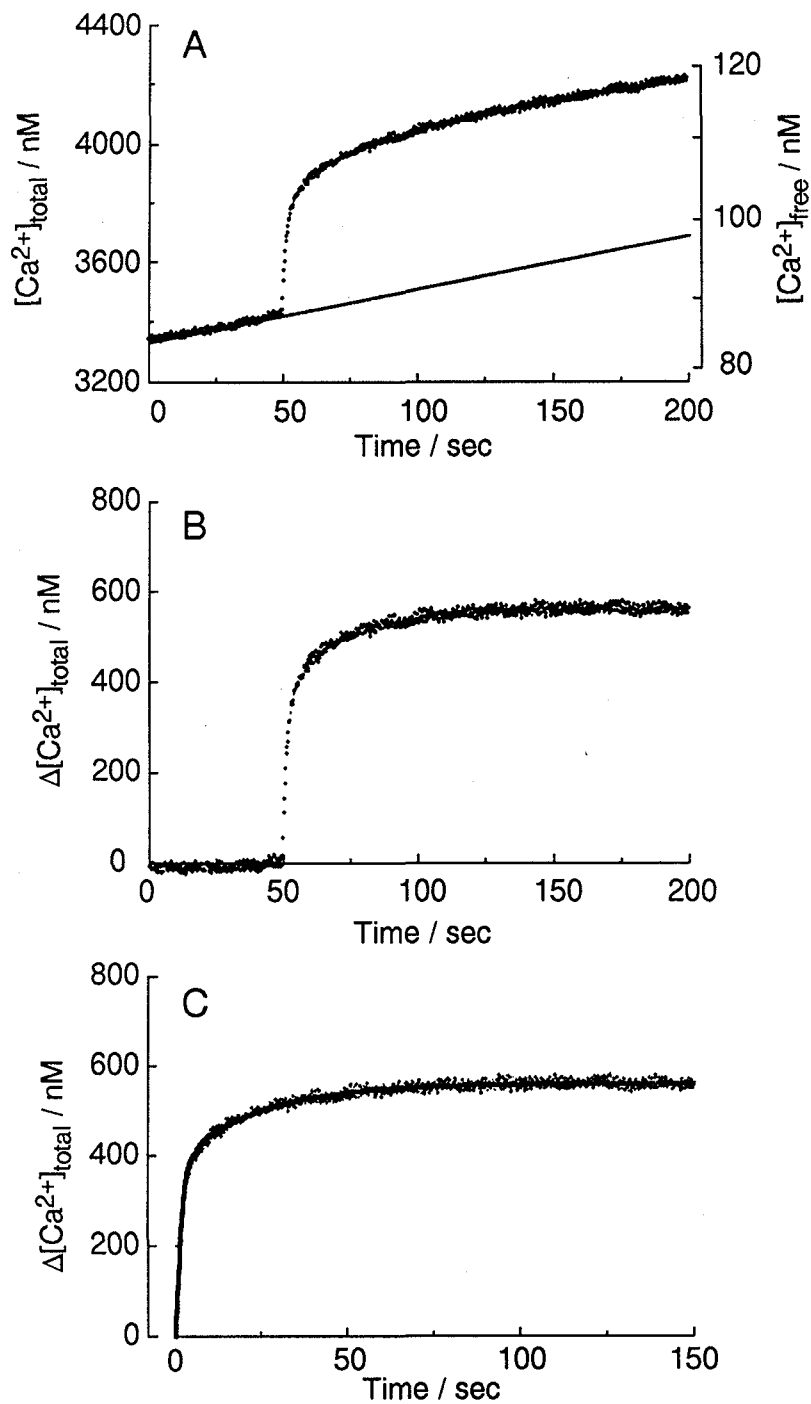 A
[Ca²⁺]total / nM
4400
4000
3600
3200
[Ca²⁺]free / nM
120
100
80
0 50 100 150 200
Time / sec
B
Δ[Ca²⁺]total / nM
800
600
400
200
0
0 50 100 150 200
Time / sec
C
Δ[Ca²⁺]total / nM
800
600
400
200
0
0 50 100 150
Time / sec